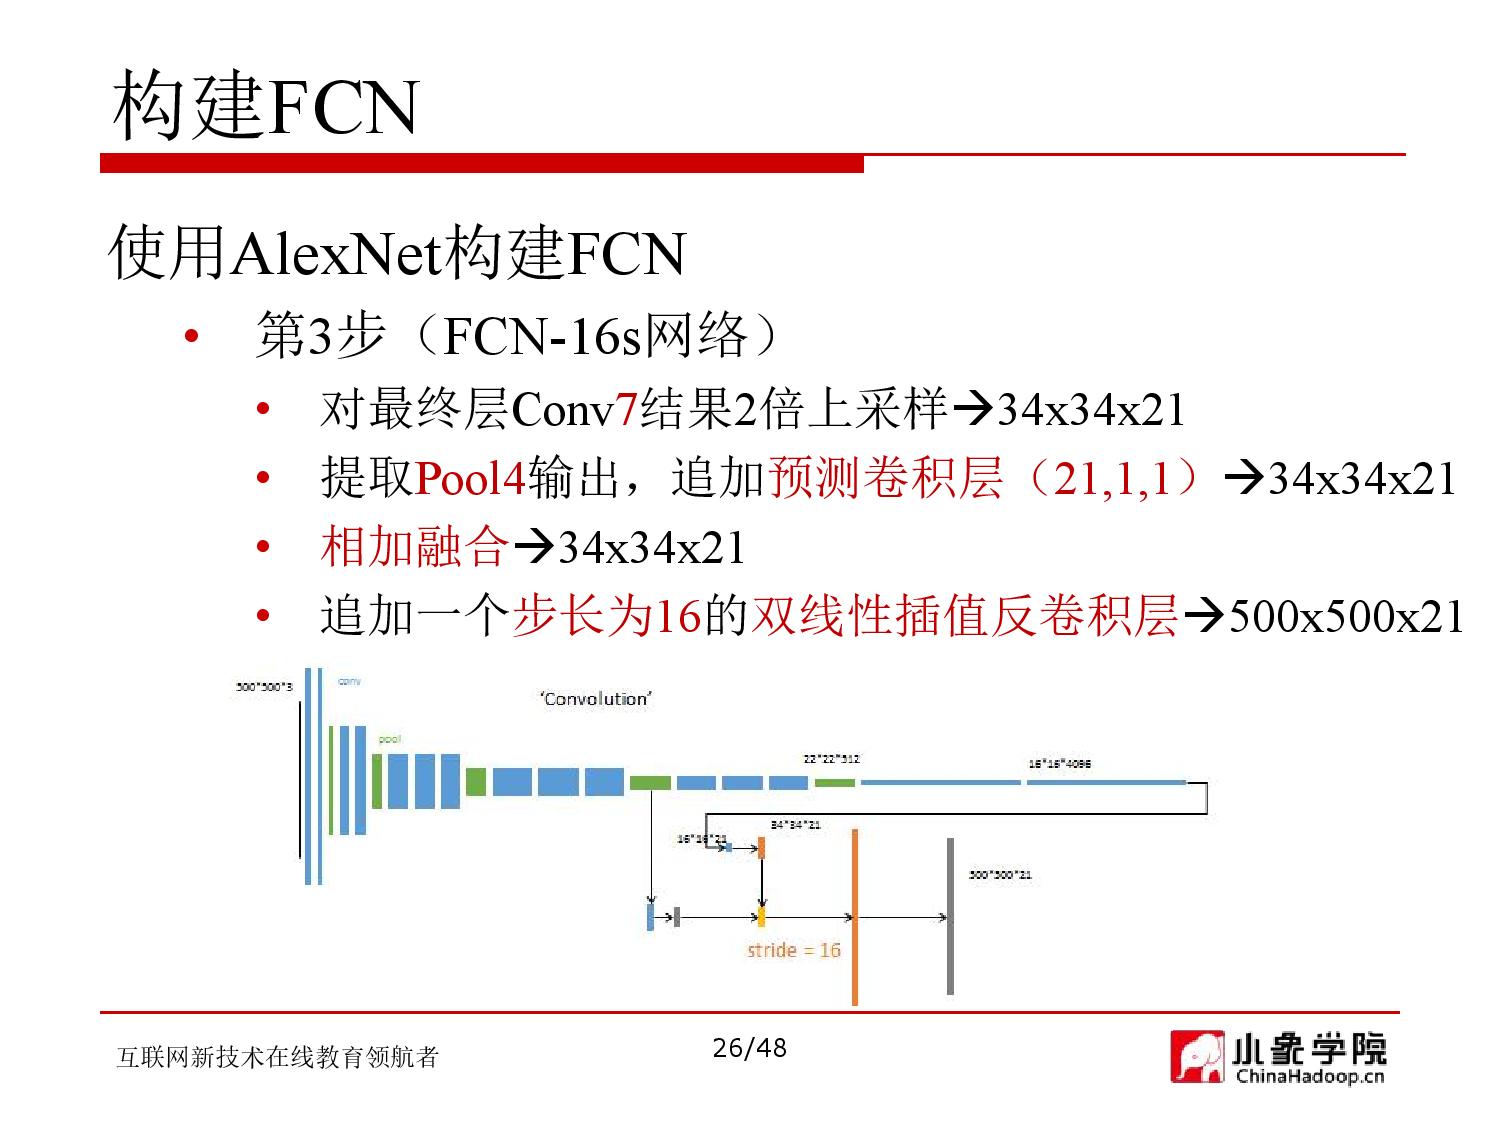 构建FCN
使用AlexNet构建FCN
• 第3步（FCN-16s网络）
• 对最终层Conv7结果2倍上采样→34x34x21
• 提取Pool4输出，追加预测卷积层（21,1,1）→34x34x21
• 相加融合→34x34x21
• 追加一个步长为16的双线性插值反卷积层→500x500x21
500*500*3
conv
'Convolution'
pool
22*22*512
16*16*4096
34*34*21
16*16*21
500*500*21
stride = 16
互联网新技术在线教育领航者
26/48
小象学院
ChinaHadoop.cn